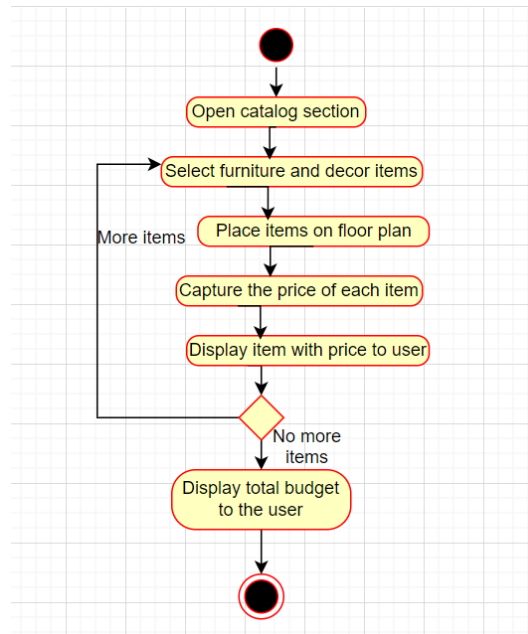 Open catalog section
Select furniture and decor items
More items
Place items on floor plan
Capture the price of each item
Display item with price to user
No more
items
Display total budget
to the user